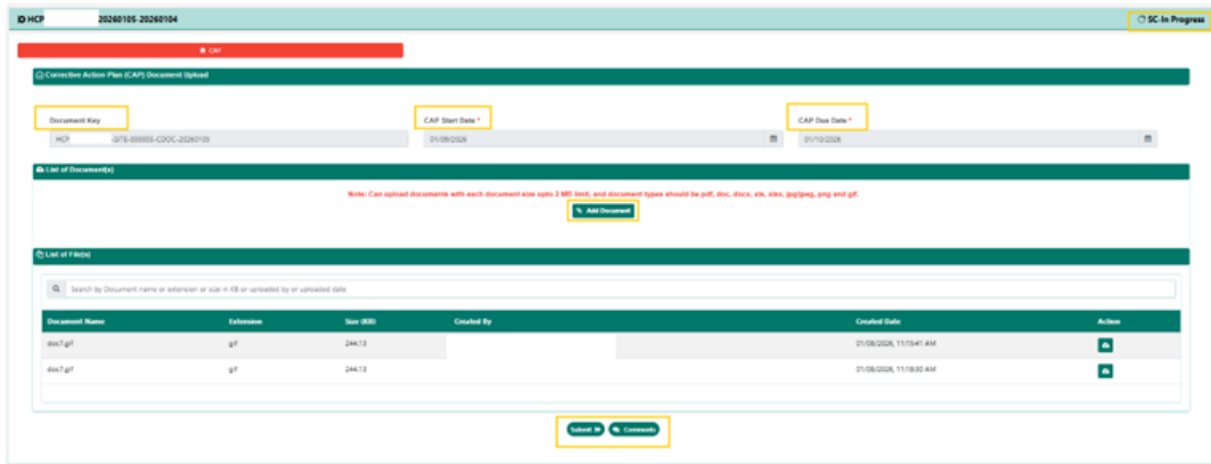 HCP 20260105-20260104
SC-In Progress
CAP
Corrective Action Plan (CAP) Document Upload
Document Key
CAP Start Date *
CAP Due Date *
HCP -SITE-000003-CDOC-20260105
01/09/2026
01/10/2026
List of Document(s)
Note: Can upload documents with each document size upto 2 MB limit, and document types should be pdf, doc, docs, xls, xlsx, jpg/jpeg, png and gif.
Add Document
List of File(s)
Search by Document name or extension or size in KB or uploaded by or uploaded date
Document Name Extension Size (KB) Created By Created Date Action
doc7.gif gif 244.13 01/08/2026, 11:15:41 AM
doc7.gif gif 244.13 01/08/2026, 11:18:30 AM
Submit Comments